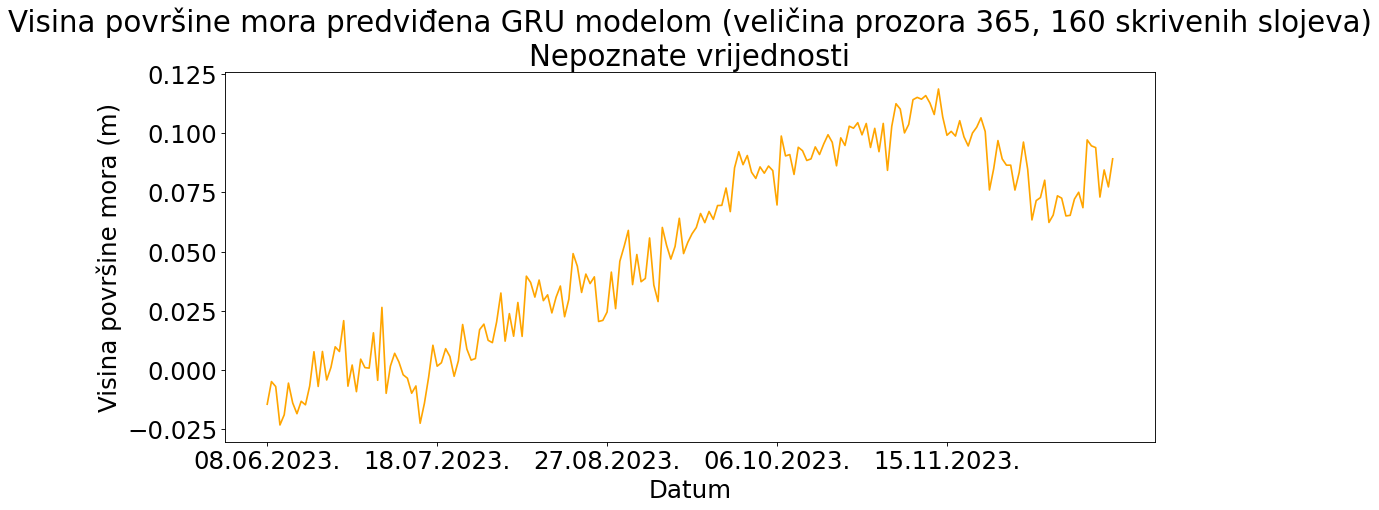 Visina površine mora predviđena GRU modelom (veličina prozora 365, 160 skrivenih slojeva)
Nepoznate vrijednosti
Visina površine mora (m)
0.125
0.100
0.075
0.050
0.025
0.000
−0.025
08.06.2023. 18.07.2023. 27.08.2023. 06.10.2023. 15.11.2023.
Datum